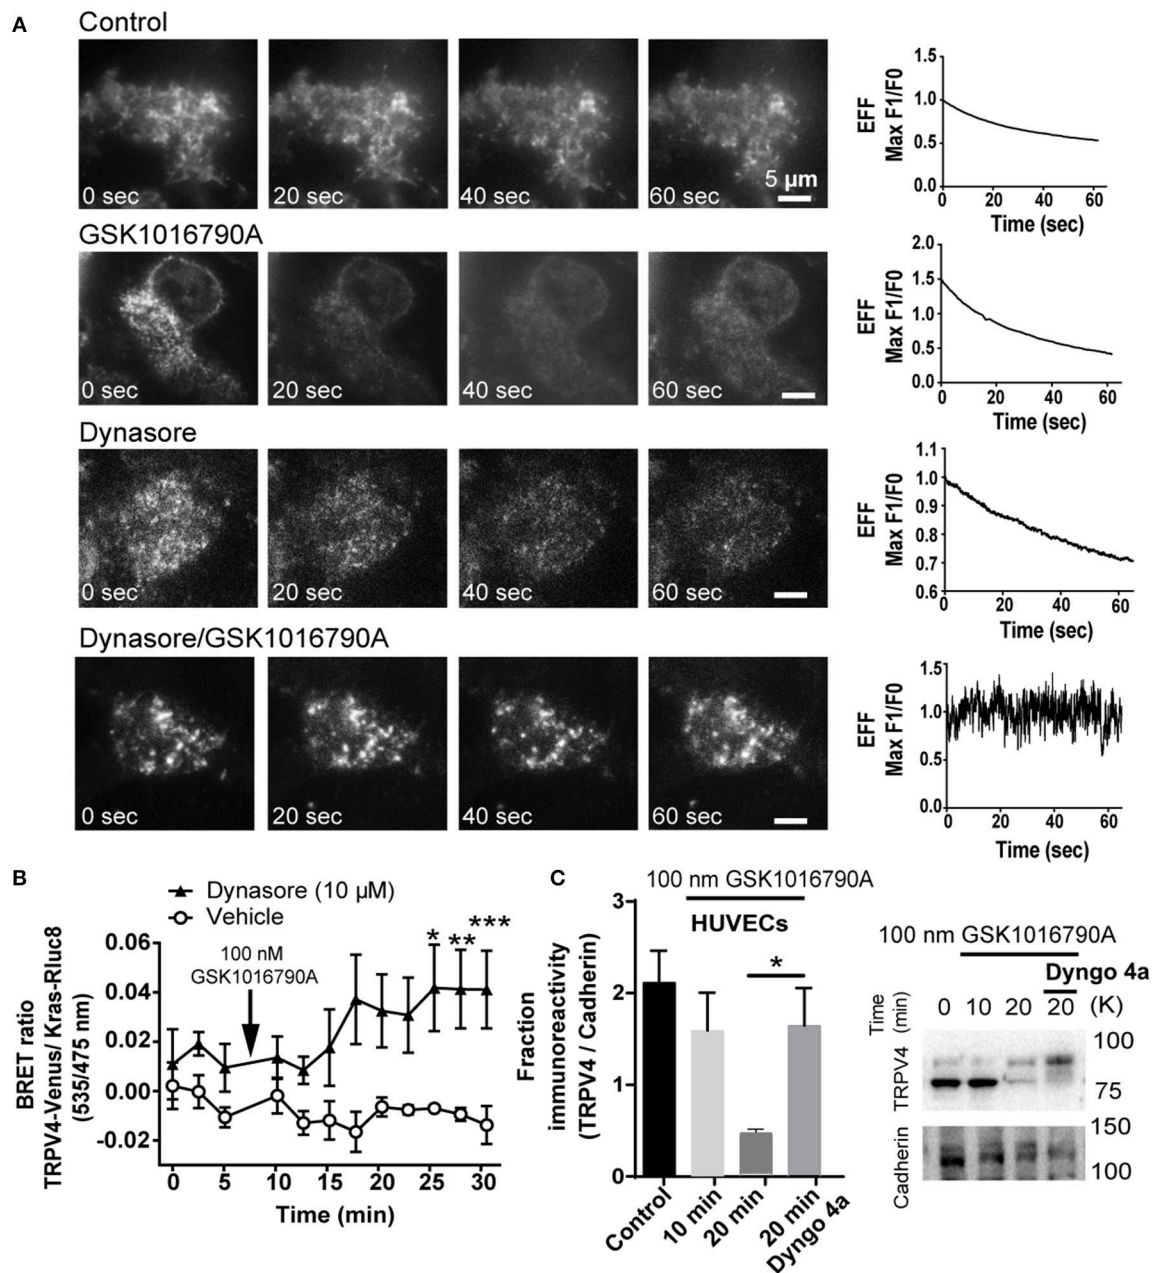 A
Control
0 sec
20 sec
40 sec
60 sec
5 µm
EFF
Max F1/F0
1.5
1.0
0.5
0.0
0 20 40 60
Time (sec)
GSK1016790A
0 sec
20 sec
40 sec
60 sec
EFF
Max F1/F0
2.0
1.5
1.0
0.5
0.0
0 20 40 60
Time (sec)
Dynasore
0 sec
20 sec
40 sec
60 sec
EFF
Max F1/F0
1.1
1.0
0.9
0.8
0.7
0.6
0 20 40 60
Time (sec)
Dynasore/GSK1016790A
0 sec
20 sec
40 sec
60 sec
EFF
Max F1/F0
1.5
1.0
0.5
0.0
0 20 40 60
Time (sec)
B
Dynasore (10 µM)
Vehicle
BRET ratio
TRPV4-Venus/ Kras-Rluc8
(535/475 nm)
0.06
0.04
0.02
0.00
-0.02
100 nM
GSK1016790A
* ** ***
0 5 10 15 20 25 30
Time (min)
C
100 nm GSK1016790A
HUVECs
*
Fraction
immunoreactivity
(TRPV4 / Cadherin)
3
2
1
0
Control
10 min
20 min
20 min
Dyngo 4a
100 nm GSK1016790A
Dyngo 4a
Time
(min)
0 10 20 20 (K)
TRPV4
100
75
Cadherin
150
100